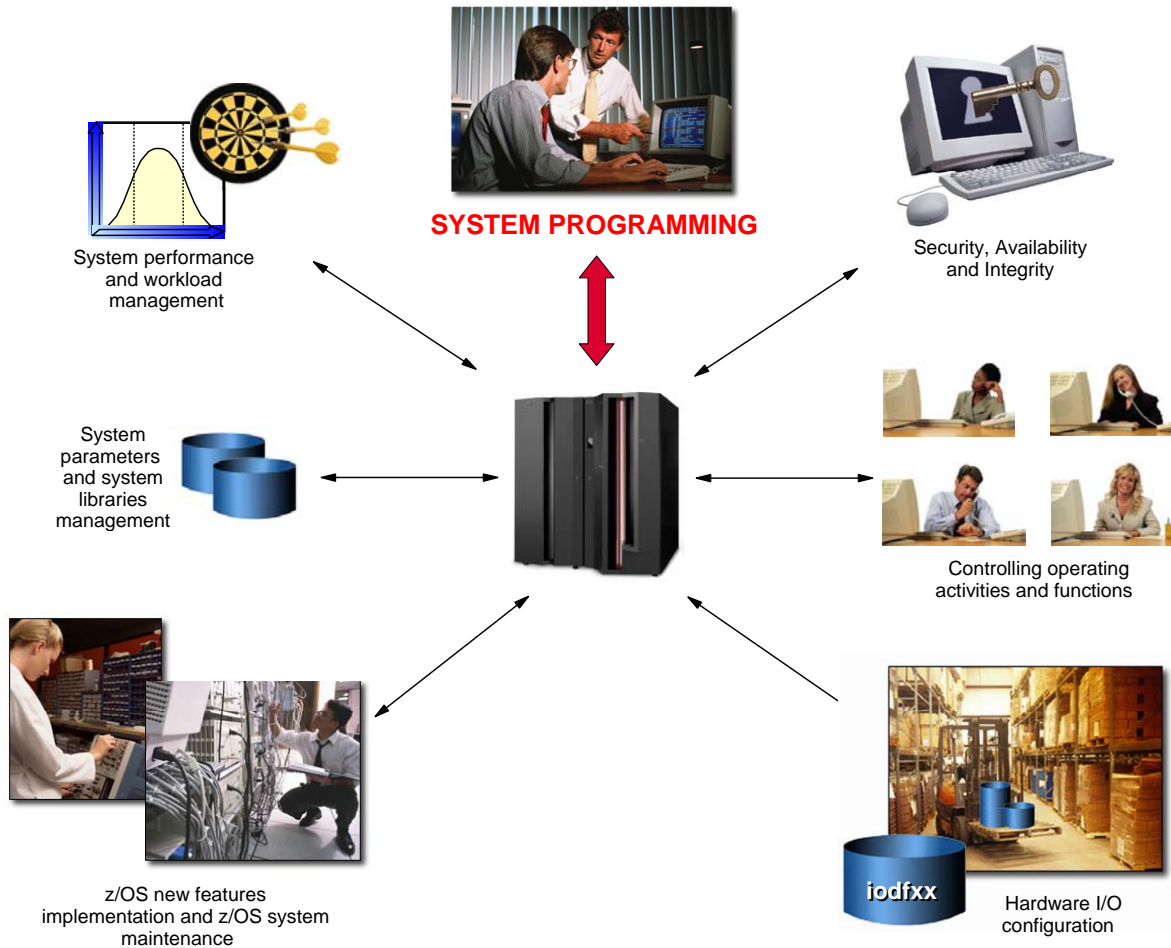 SYSTEM PROGRAMMING
System performance
and workload
management
Security, Availability
and Integrity
System
parameters
and system
libraries
management
Controlling operating
activities and functions
z/OS new features
implementation and z/OS system
maintenance
iodfxx
Hardware I/O
configuration